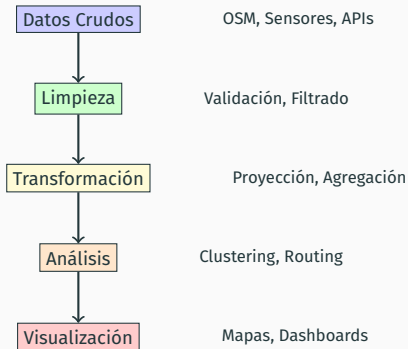 Datos Crudos OSM, Sensores, APIs
Limpieza Validación, Filtrado
Transformación Proyección, Agregación
Análisis Clustering, Routing
Visualización Mapas, Dashboards